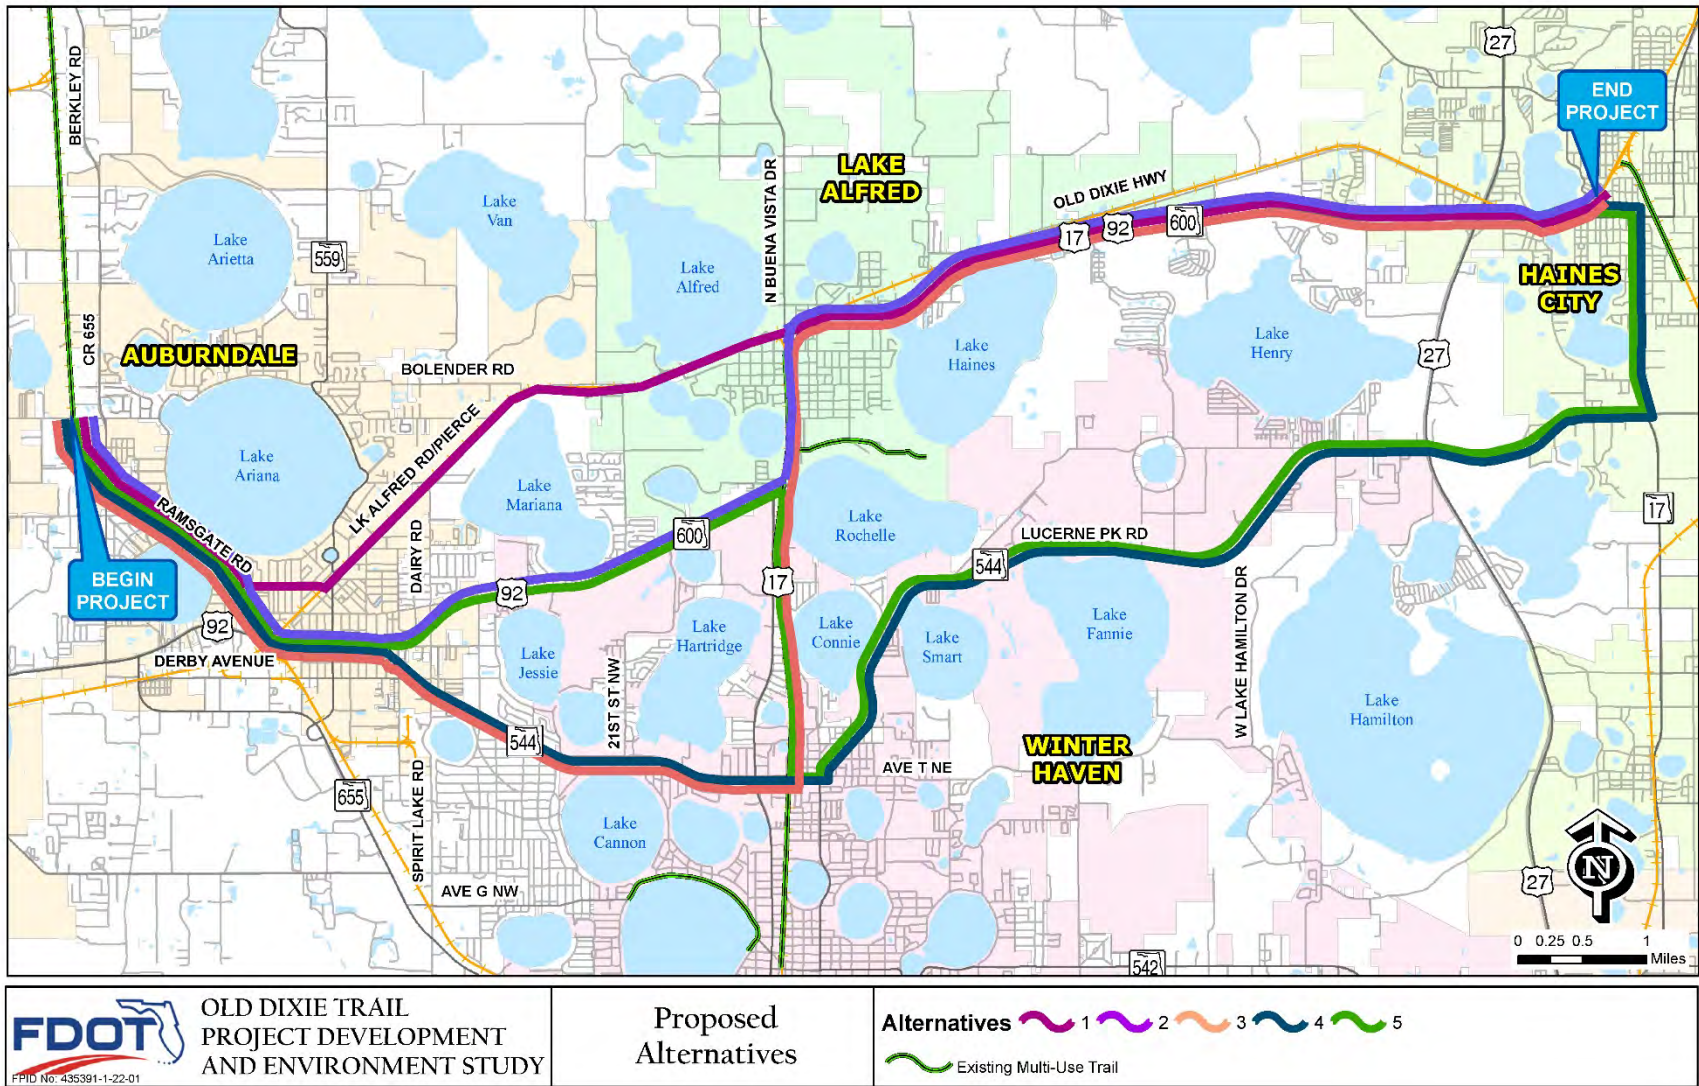 BERKLEY RD
27
END
PROJECT
LAKE
ALFRED
OLD DIXIE HWY
Lake
Van
Lake
Arietta
559
N BUENA VISTA DR
17
92
600
Lake
Alfred
HAINES
CITY
CR 655
AUBURNDALE
BOLENDER RD
Lake
Haines
Lake
Henry
27
LK ALFRED RD/PIERCE
Lake
Ariana
Lake
Mariana
RAMSGATE RD
DAIRY RD
600
Lake
Rochelle
LUCERNE PK RD
544
17
BEGIN
PROJECT
92
92
17
Lake
Connie
Lake
Hartridge
Lake
Smart
Lake
Fannie
W LAKE HAMILTON DR
DERBY AVENUE
Lake
Jessie
21ST ST NW
Lake
Hamilton
544
WINTER
HAVEN
AVE T NE
655
SPIRIT LAKE RD
Lake
Cannon
AVE G NW
27
N
542
0 0.25 0.5 1
Miles
FDOT
FPID No: 435391-1-22-01
OLD DIXIE TRAIL
PROJECT DEVELOPMENT
AND ENVIRONMENT STUDY
Proposed
Alternatives
Alternatives 1 2 3 4 5
Existing Multi-Use Trail